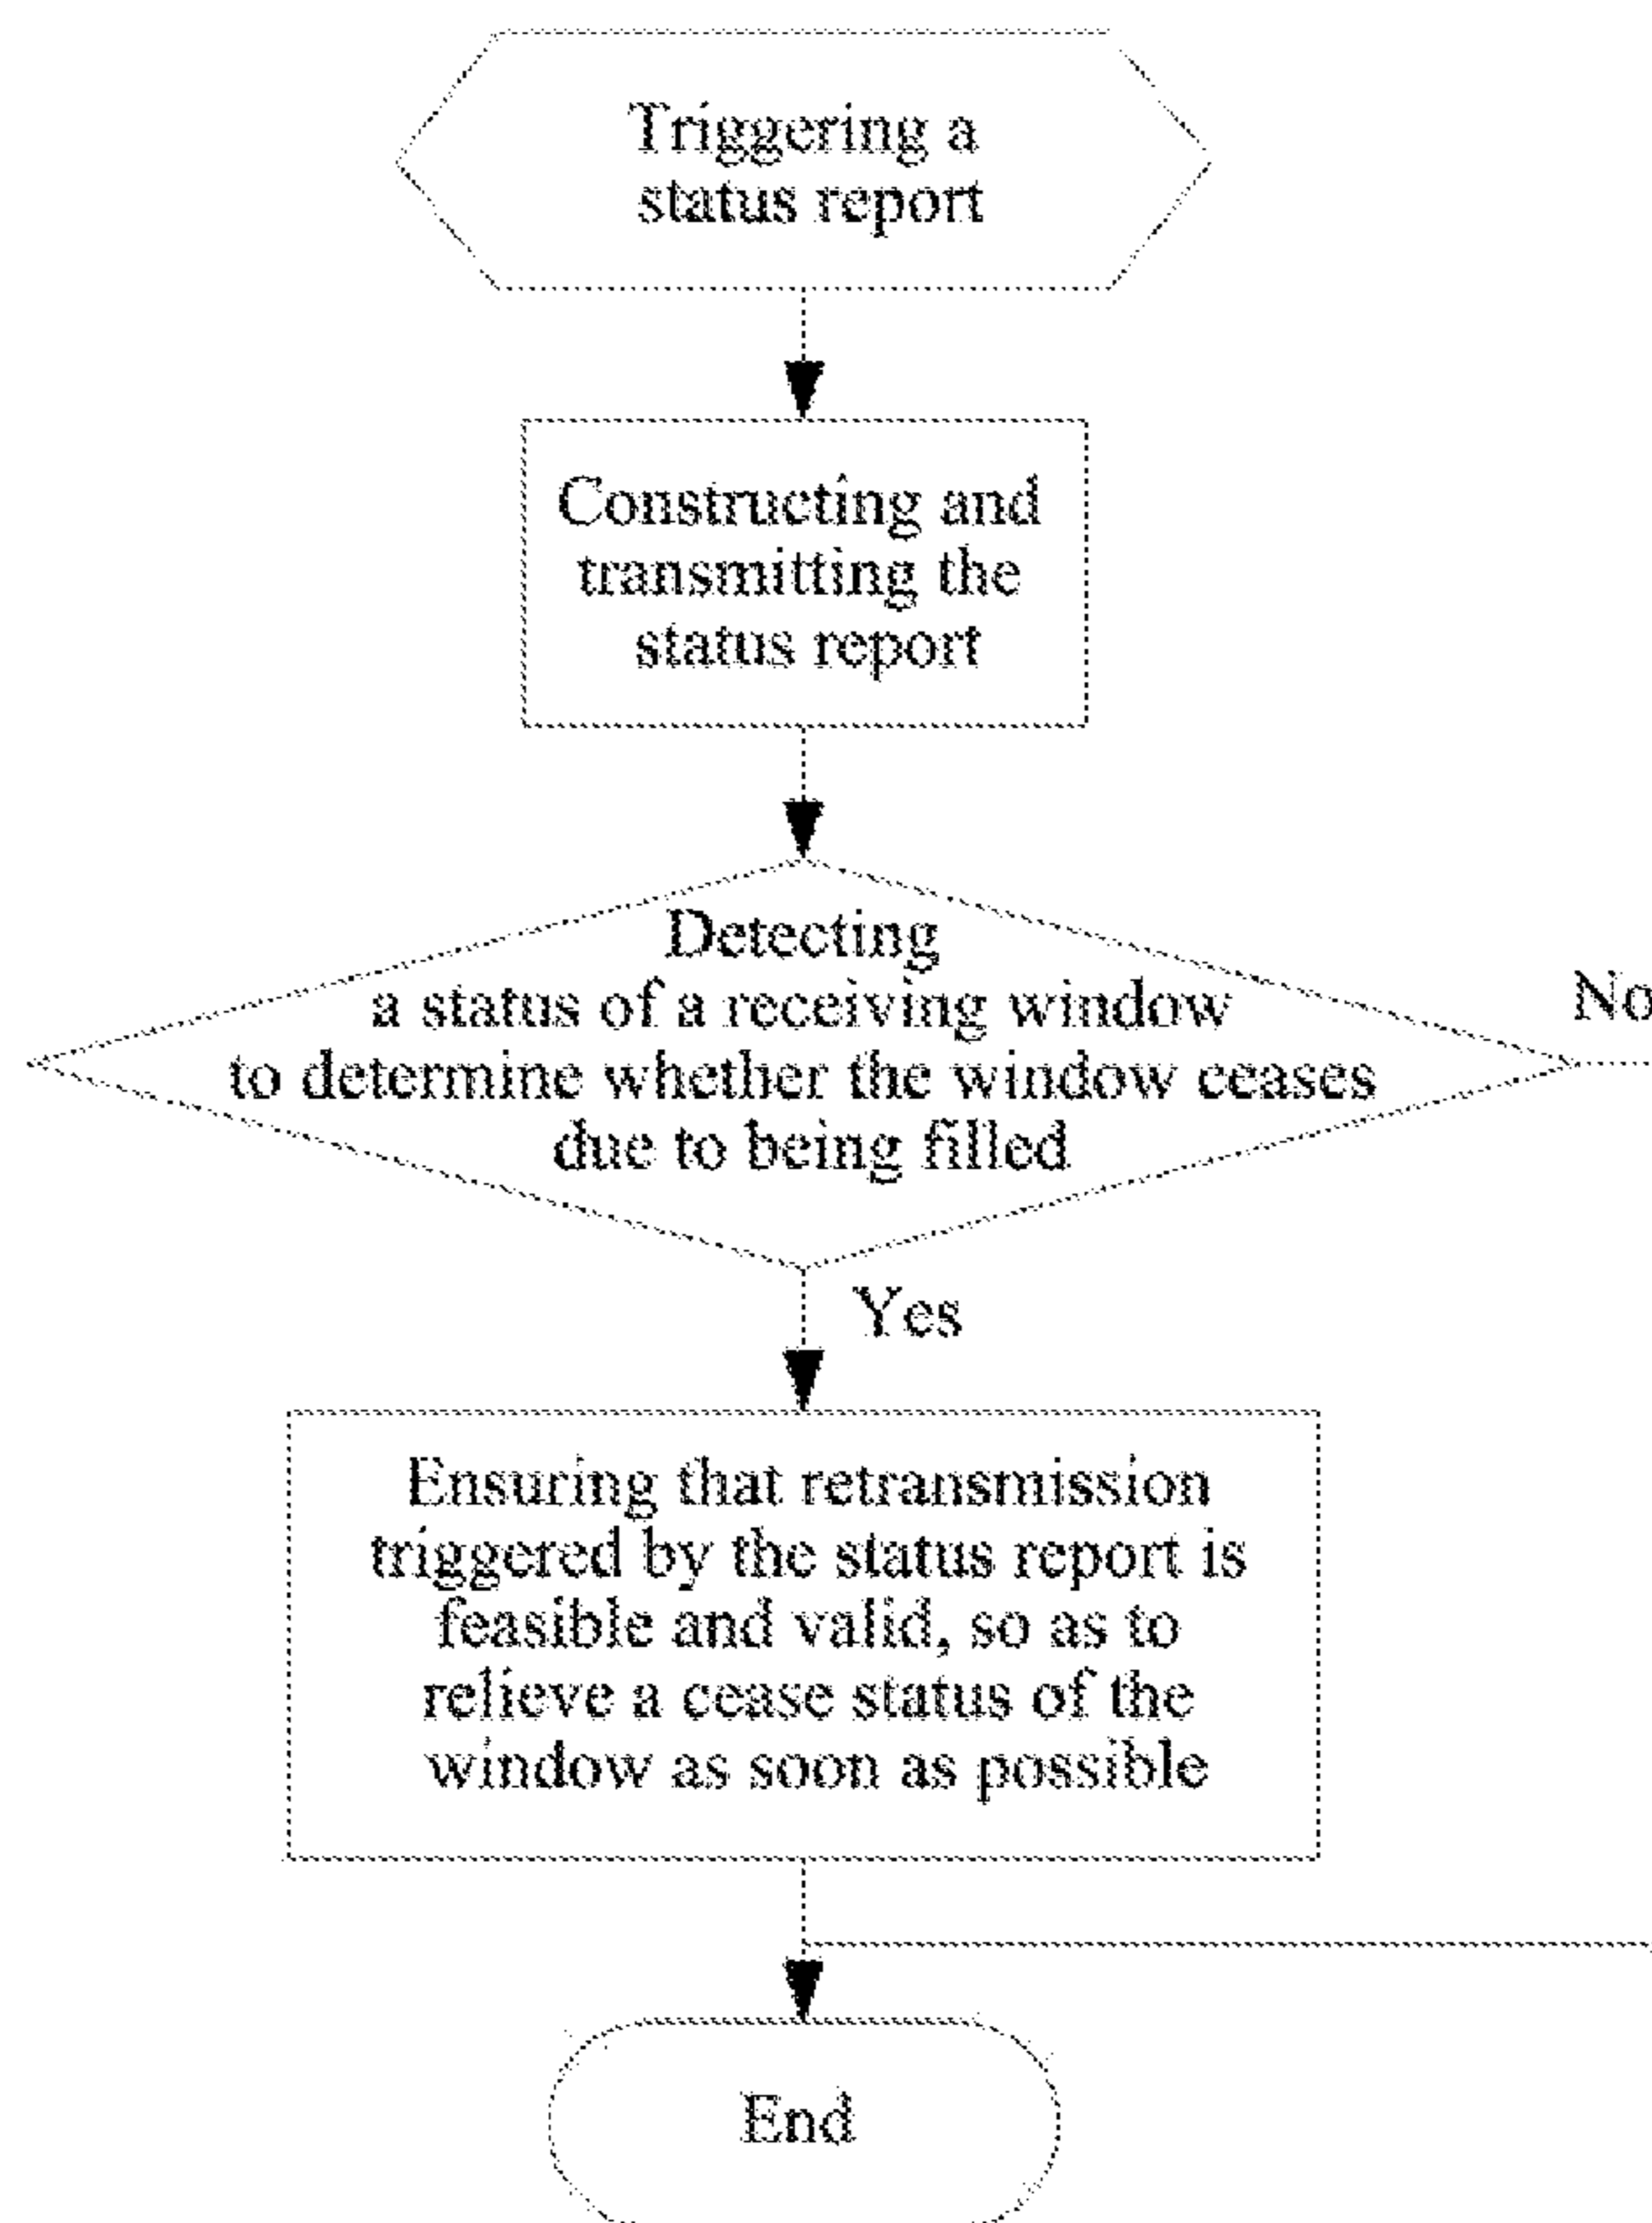 Triggering a
status report
Constructing and
transmitting the
status report
Detecting
a status of a receiving window
to determine whether the window ceases
due to being filled
No
Yes
Ensuring that retransmission
triggered by the status report is
feasible and valid, so as to
relieve a cease status of the
window as soon as possible
End